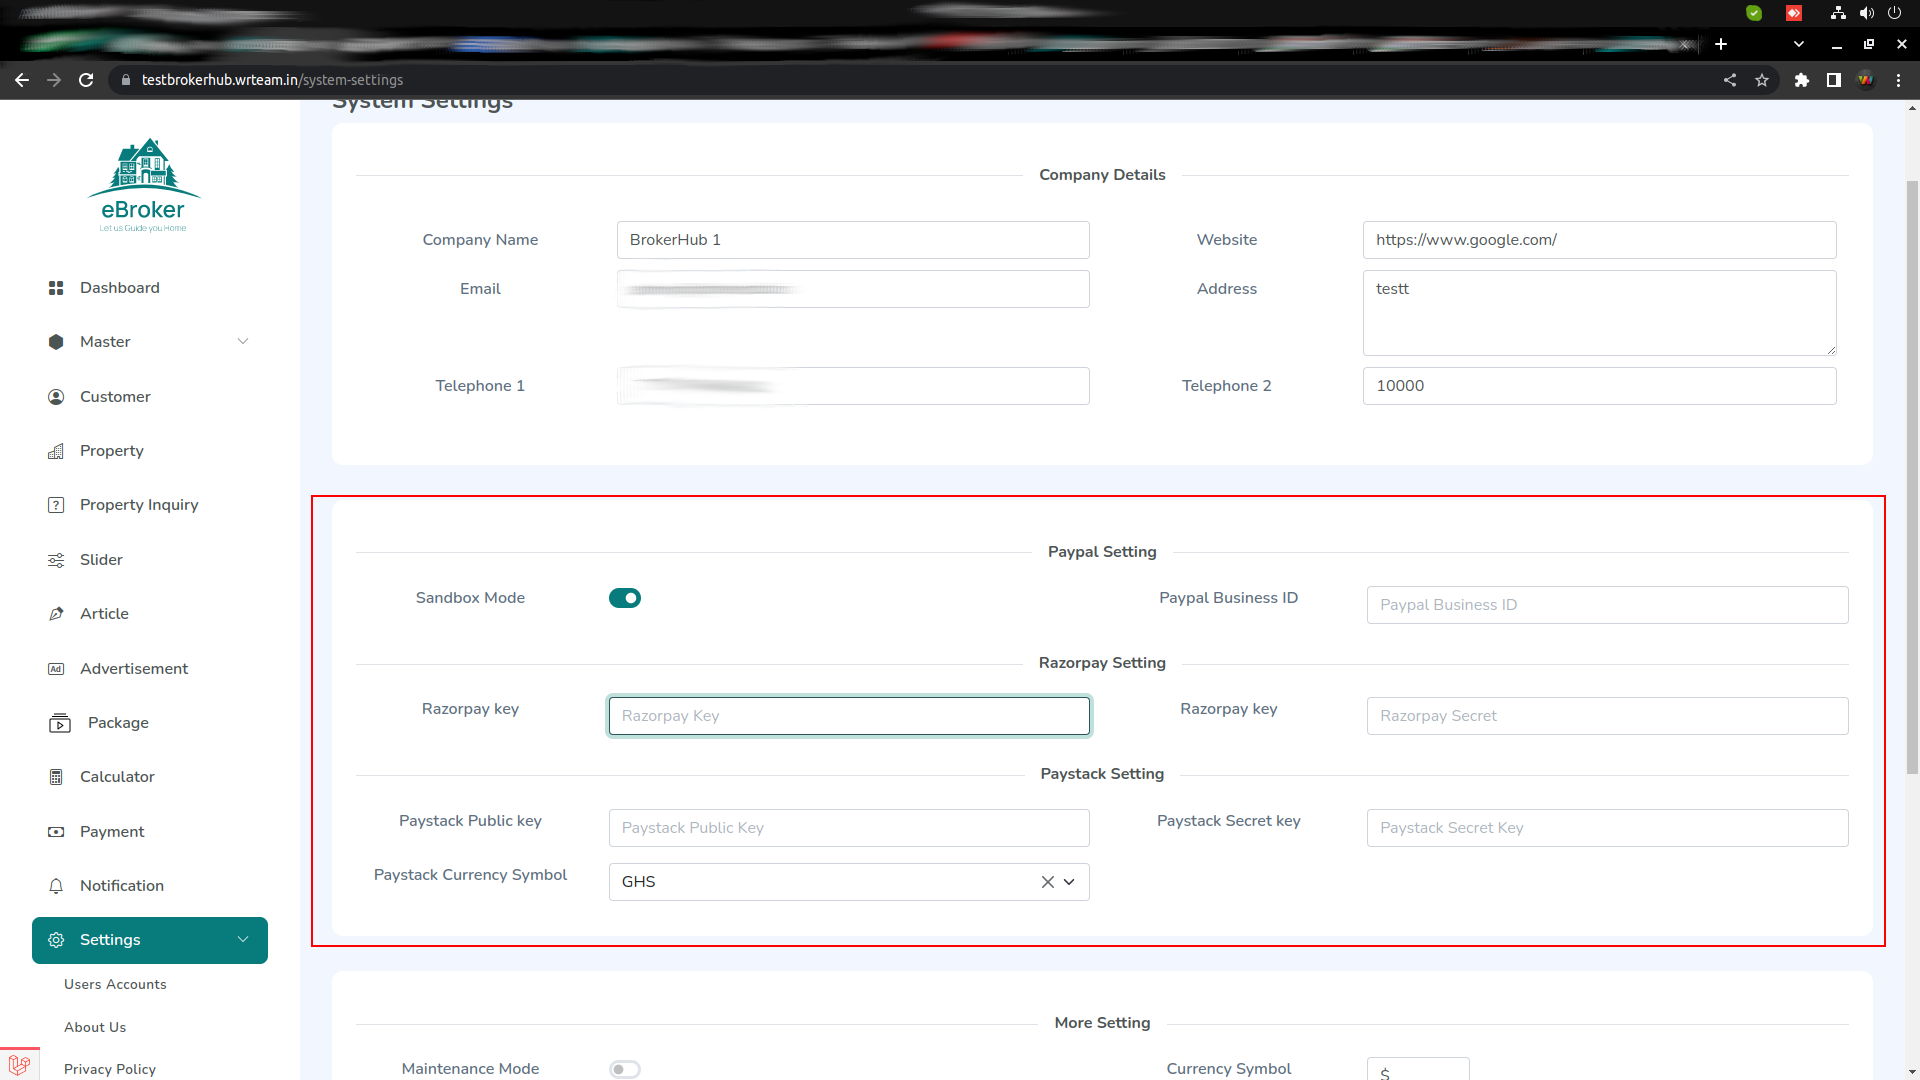 testbrokerhub.wrteam.in/system-settings
System Settings
eBroker
Let us Guide you Home
Dashboard
Master
Customer
Property
Property Inquiry
Slider
Article
Ad Advertisement
Package
Calculator
Payment
Notification
Settings
Users Accounts
About Us
Privacy Policy
Company Details
Company Name BrokerHub 1 Website https://www.google.com/
Email Address testt
Telephone 1 Telephone 2 10000
Paypal Setting
Sandbox Mode Paypal Business ID Paypal Business ID
Razorpay Setting
Razorpay key Razorpay Key Razorpay key Razorpay Secret
Paystack Setting
Paystack Public key Paystack Public Key Paystack Secret key Paystack Secret Key
Paystack Currency Symbol GHS
More Setting
Maintenance Mode Currency Symbol $